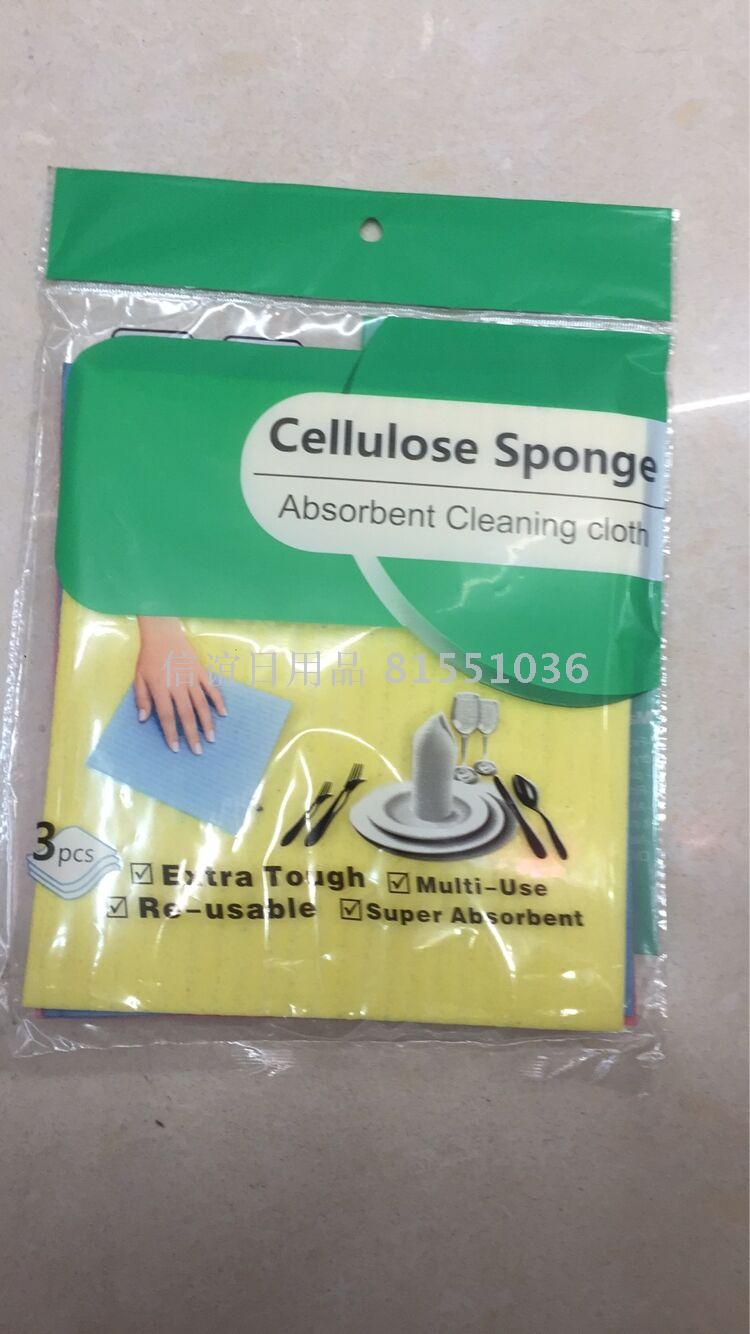 Cellulose Sponge
Absorbent Cleaning cloth
信谊日用品 81551036
3pcs
☑ Extra Tough ☑ Multi-Use
☑ Re-usable ☑ Super Absorbent